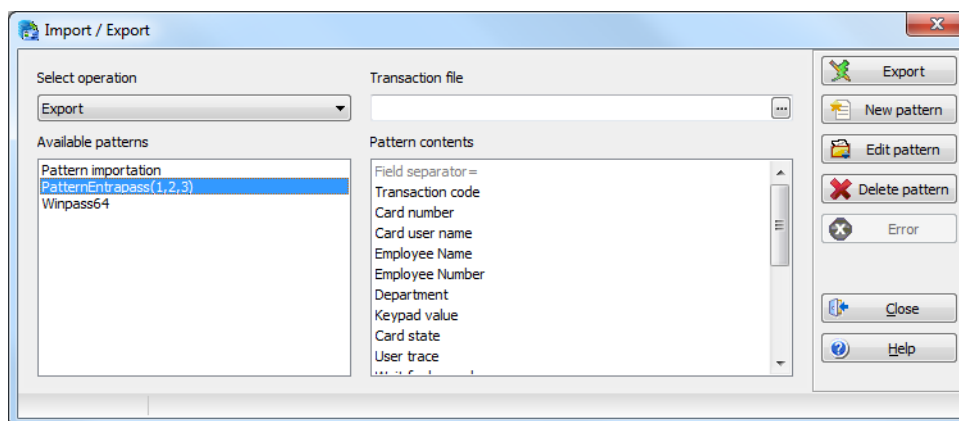 Import / Export
Select operation
Transaction file
Export
Available patterns
Pattern contents
Pattern importation
PatternEntrapass(1,2,3)
Winpass64
Field separator=
Transaction code
Card number
Card user name
Employee Name
Employee Number
Department
Keypad value
Card state
User trace
Export
New pattern
Edit pattern
Delete pattern
Error
Close
Help